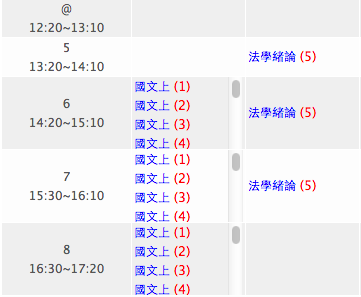 @
12:20~13:10
5
13:20~14:10
法學緒論 (5)
6
14:20~15:10
國文上 (1)
國文上 (2)
國文上 (3)
國文上 (4)
法學緒論 (5)
7
15:30~16:10
國文上 (1)
國文上 (2)
國文上 (3)
國文上 (4)
法學緒論 (5)
8
16:30~17:20
國文上 (1)
國文上 (2)
國文上 (3)
國文上 (4)